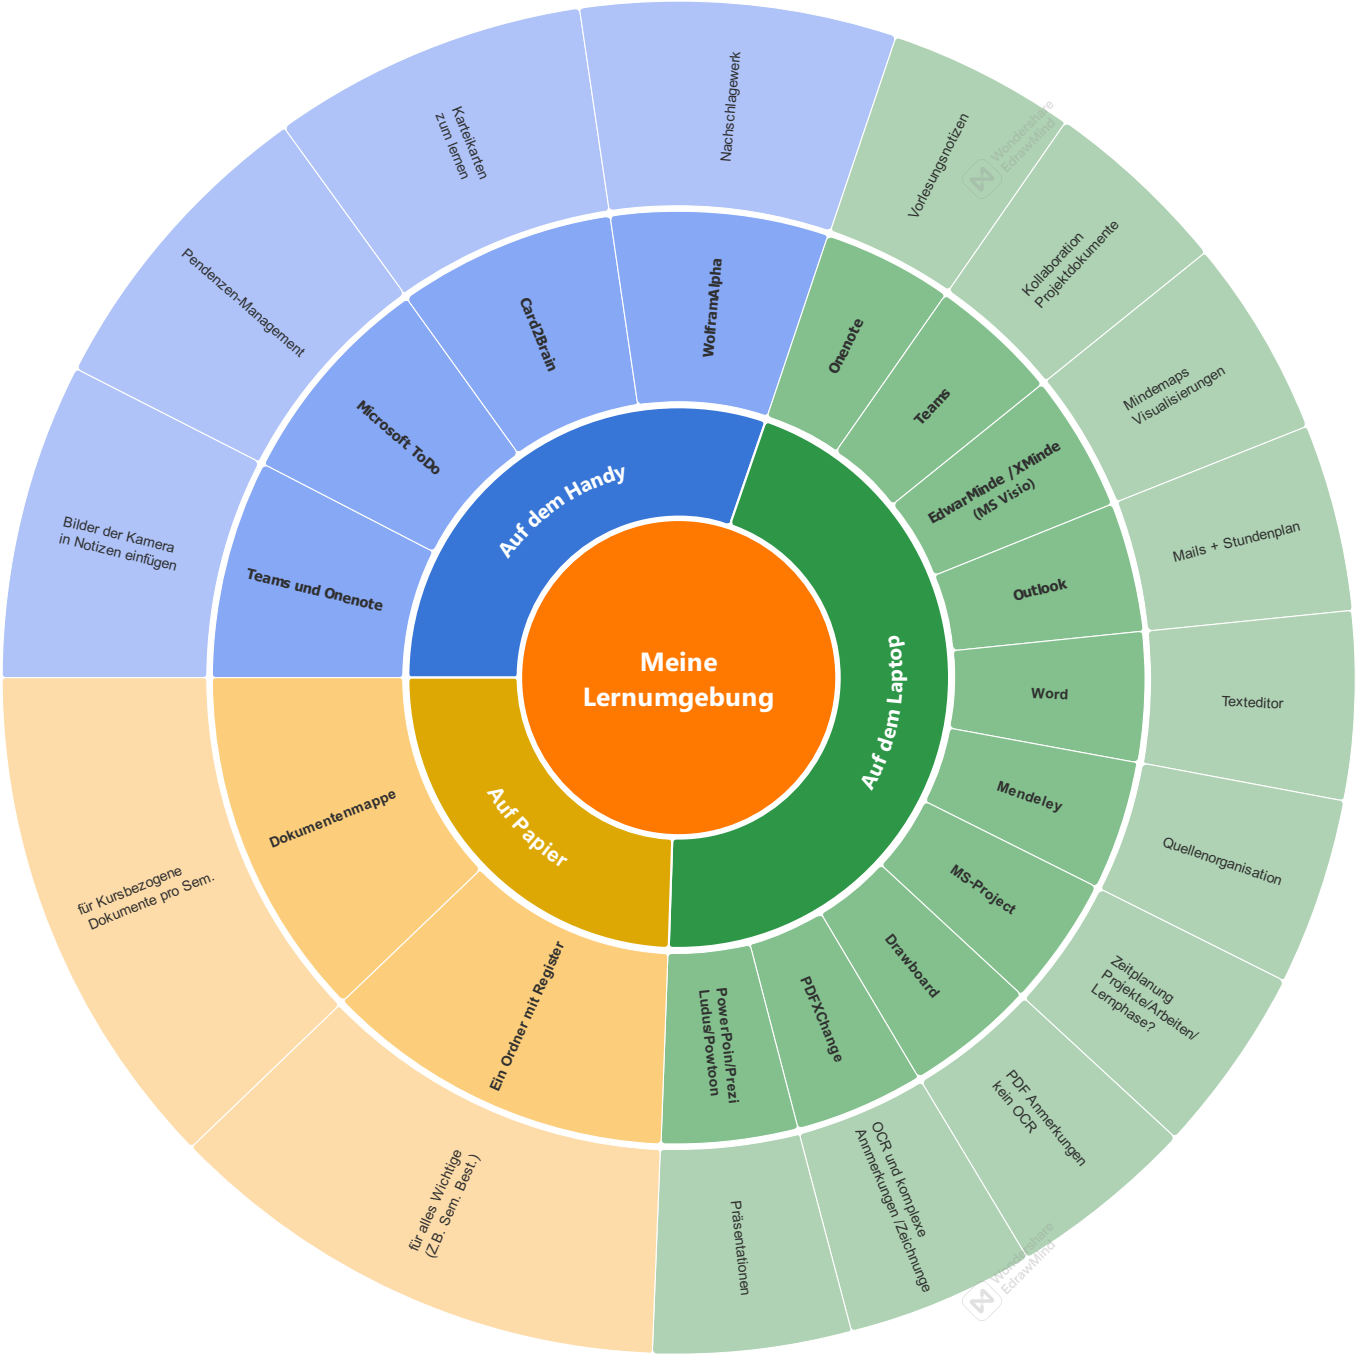 Meine
Lernumgebung
Auf dem Handy
Teams und Onenote
Bilder der Kamera
in Notizen einfügen
Microsoft ToDo
Pendenzen-Management
Card2Brain
Karteikarten
zum lernen
WolframAlpha
Nachschlagewerk
Auf dem Laptop
Onenote
Vorlesungsnotizen
Teams
Kollaboration
Projektdokumente
EdwarMinde / XMinde
(MS Visio)
Mindemaps
Visualisierungen
Outlook
Mails + Stundenplan
Word
Texteditor
Mendeley
Quellenorganisation
MS-Project
Zeitplanung
Projekte/Arbeiten/
Lernphase?
Drawboard
PDF Anmerkungen
kein OCR
PDFXChange
OCR und komplexe
Annmerkungen /Zeichnunge
PowerPoin/Prezi
Ludus/Powtoon
Präsentationen
Auf Papier
Ein Ordner mit Register
für alles Wichtige
(Z.B. Sem. Best.)
Dokumentenmappe
für Kursbezogene
Dokumente pro Sem.
Wondershare
EdrawMind
Wondershare
EdrawMind